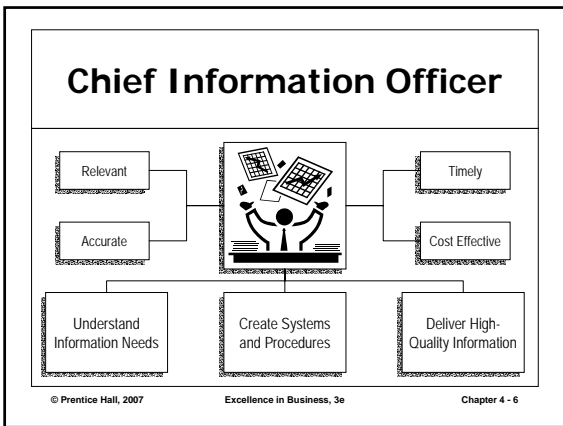 Chief Information Officer
Relevant
Timely
Accurate
Cost Effective
Understand
Information Needs
Create Systems
and Procedures
Deliver High-
Quality Information
© Prentice Hall, 2007
Excellence in Business, 3e
Chapter 4 - 6